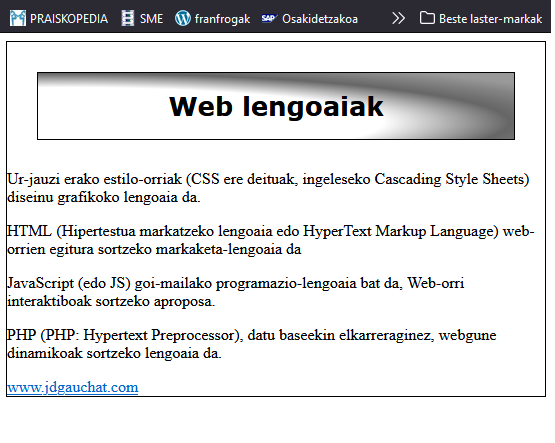 PRAISKOPEDIA SME franfrogak SAP Osakidetzakoa Beste laster-markak
Web lengoaiak
Ur-jauzi erako estilo-orriak (CSS ere deituak, ingeleseko Cascading Style Sheets)
diseinu grafikoko lengoaia da.
HTML (Hipertestua markatzeko lengoaia edo HyperText Markup Language) web-
orrien egitura sortzeko markaketa-lengoaia da
JavaScript (edo JS) goi-mailako programazio-lengoaia bat da, Web-orri
interaktiboak sortzeko aproposa.
PHP (PHP: Hypertext Preprocessor), datu baseekin elkarreraginez, webgune
dinamikoak sortzeko lengoaia da.
www.jdgauchat.com